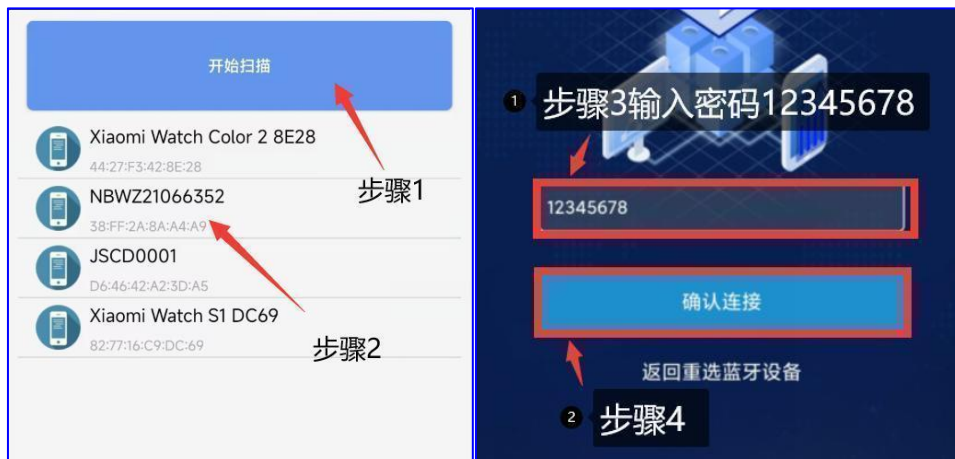 开始扫描
Xiaomi Watch Color 2 8E28
44:27:F3:42:8E:28
步骤1
NBWZ21066352
38:FF:2A:8A:A4:A9
JSCD0001
D6:46:42:A2:3D:A5
Xiaomi Watch S1 DC69
82:77:16:C9:DC:69
步骤2
1 步骤3输入密码12345678
12345678
确认连接
返回重选蓝牙设备
2 步骤4